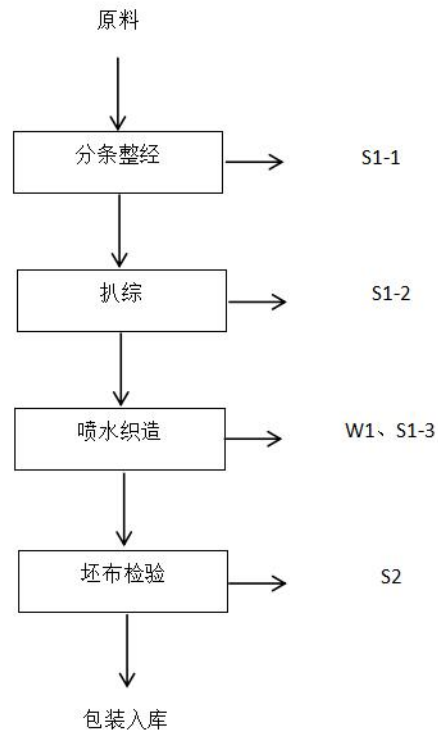 原料
分条整经
S1-1
扒综
S1-2
喷水织造
W1、S1-3
坯布检验
S2
包装入库